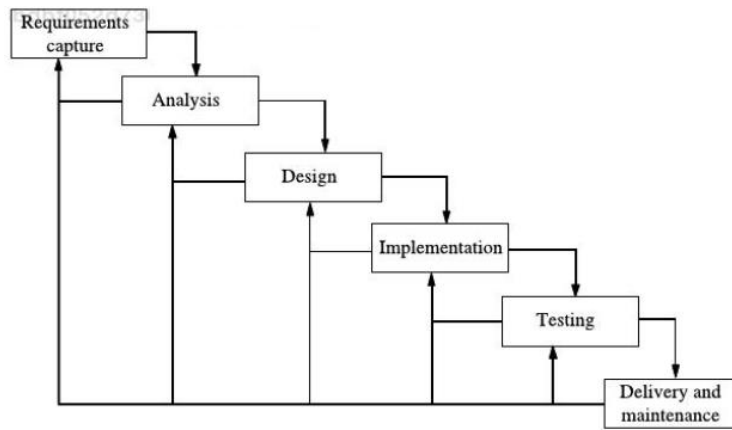 Requirements
capture
Analysis
Design
Implementation
Testing
Delivery and
maintenance